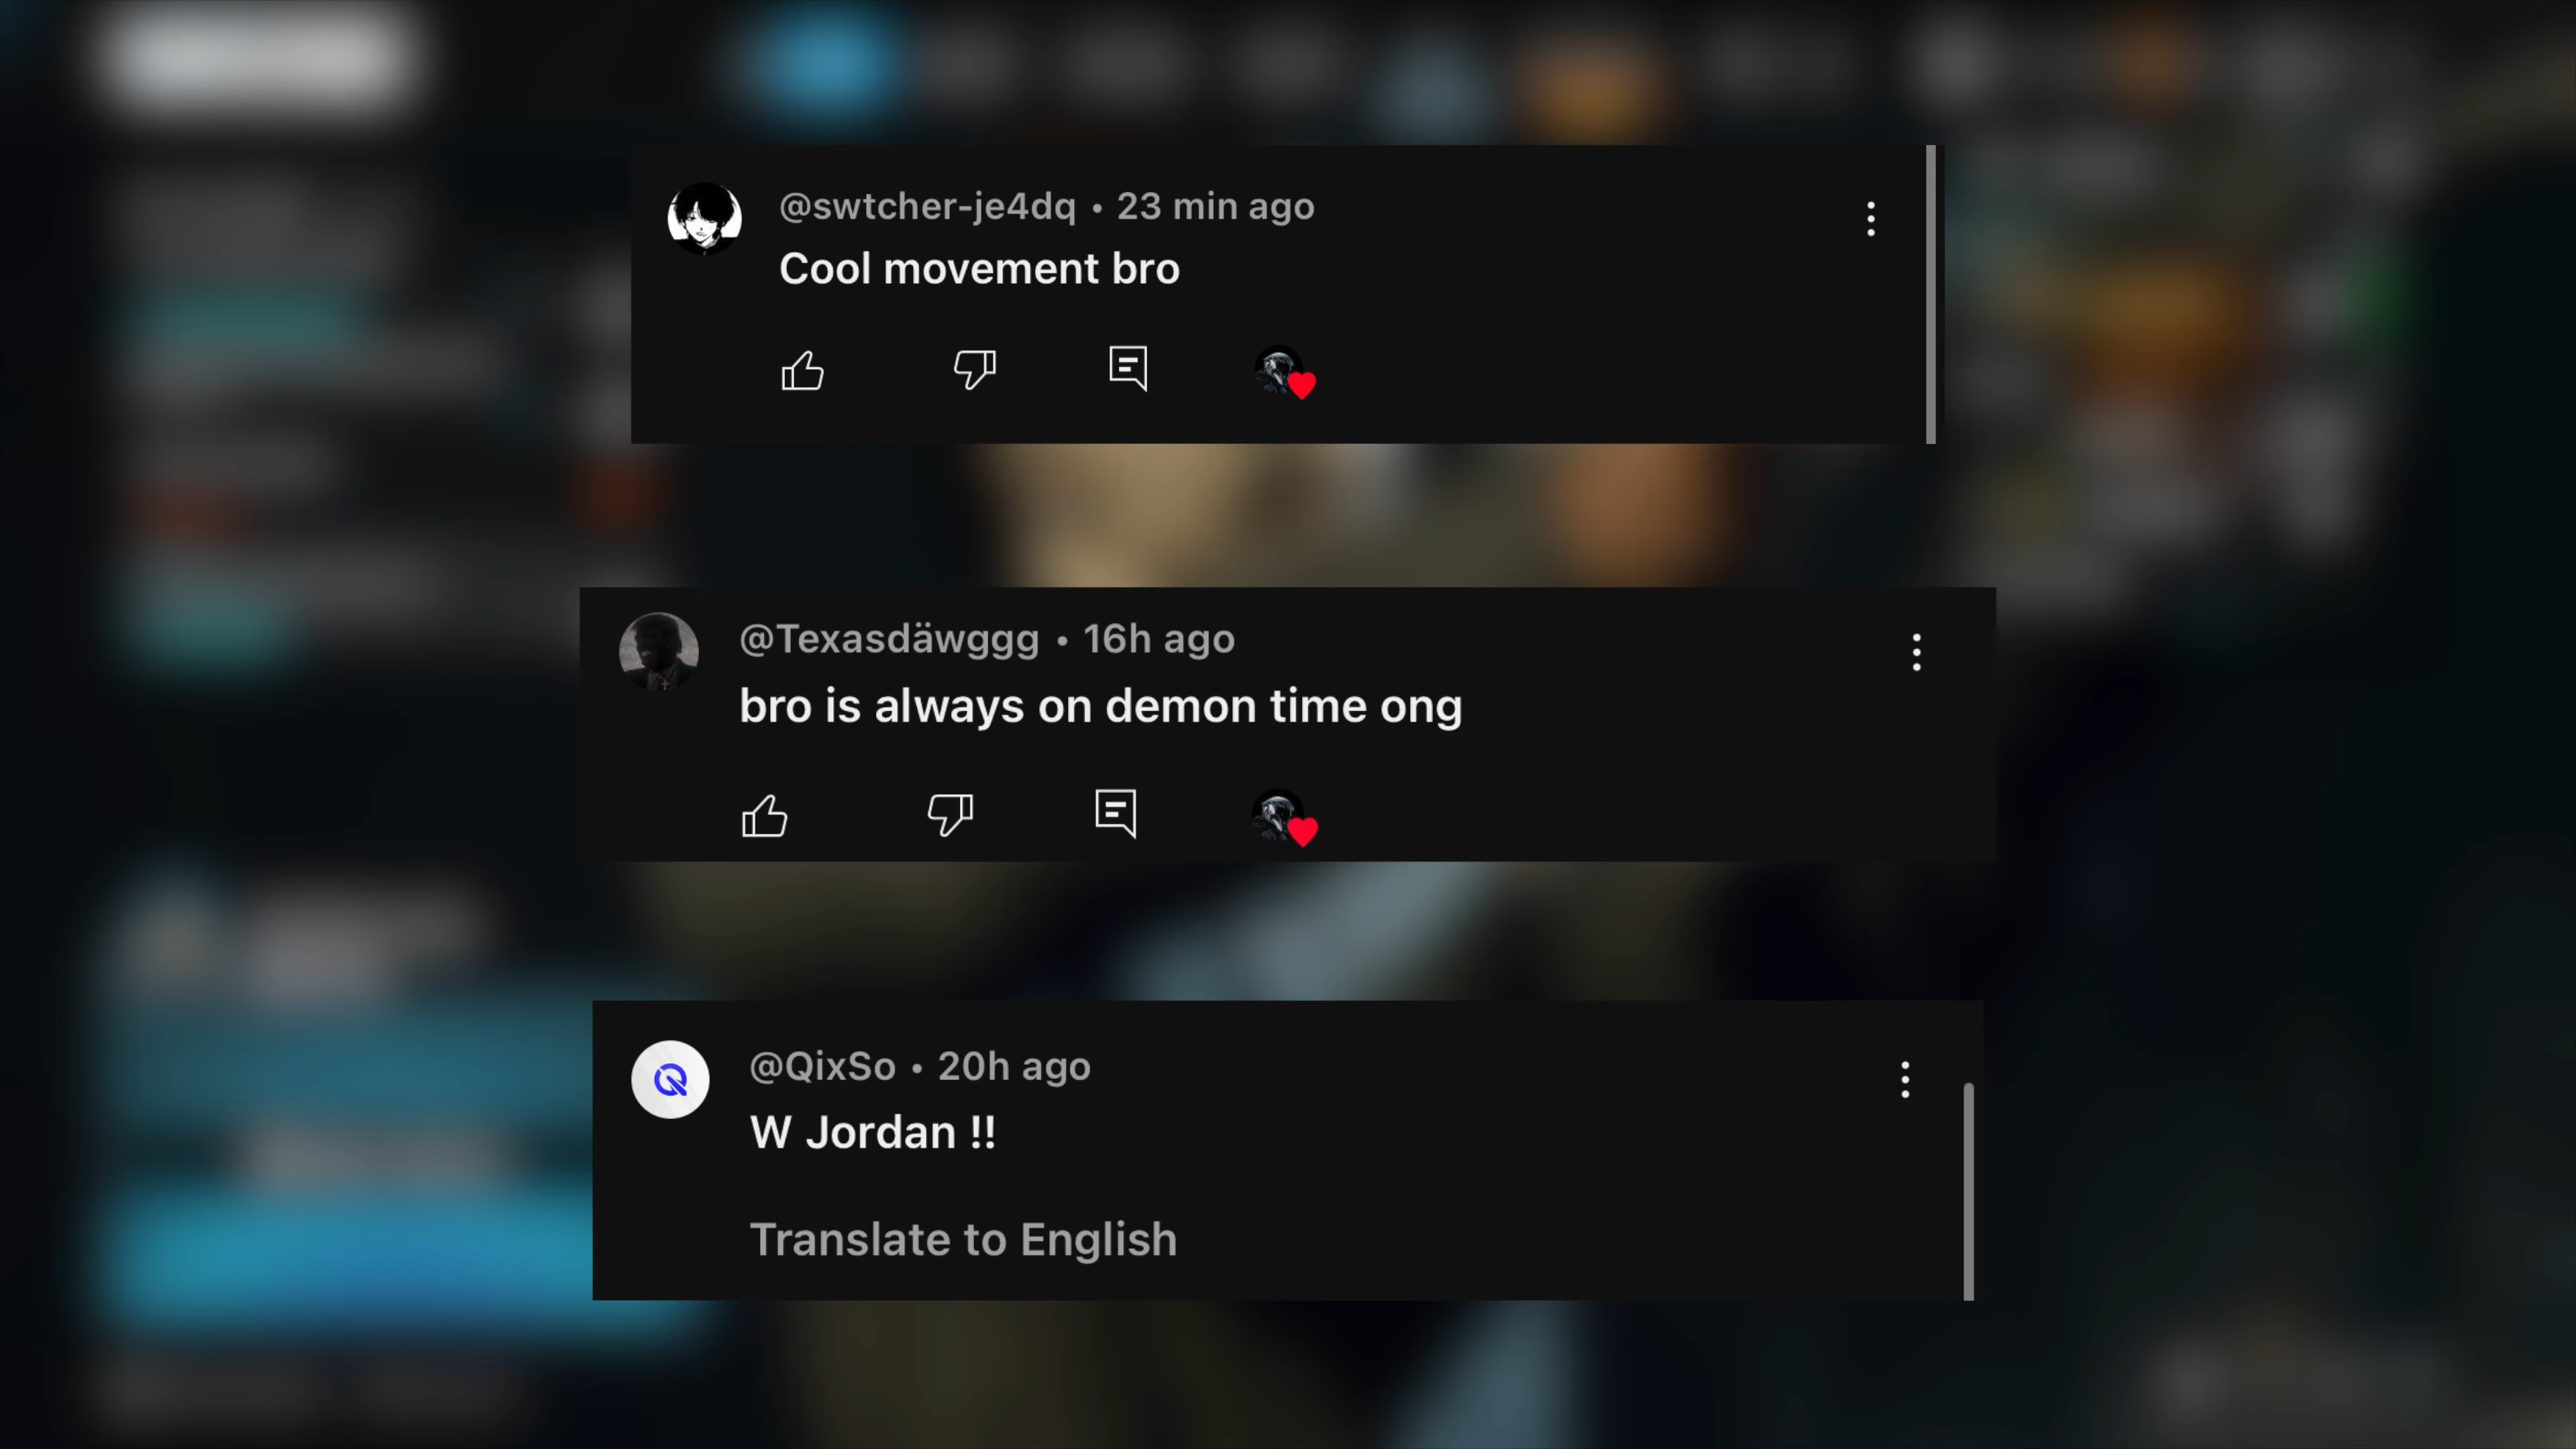 @swtcher-je4dq • 23 min ago
Cool movement bro
@Texasdäwggg • 16h ago
bro is always on demon time ong
@QixSo • 20h ago
W Jordan !!
Translate to English